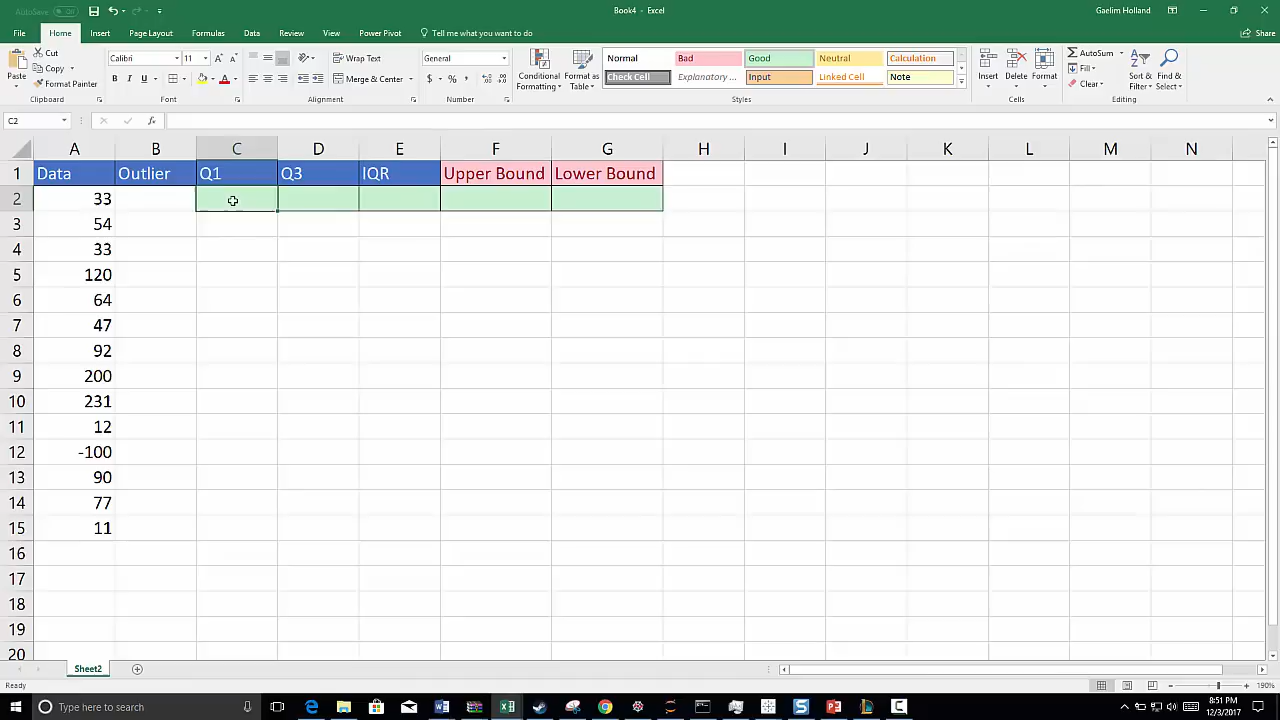 AutoSave
Book4 - Excel
Gaelim Holland
File Home Insert Page Layout Formulas Data Review View Power Pivot Tell me what you want to do Share
Paste
Cut
Copy
Format Painter
Clipboard
Calibri 11
B I U
Font
Wrap Text
Merge & Center
Alignment
General
$ % ,
Number
Conditional Formatting
Format as Table
Normal Bad Good Neutral Calculation
Check Cell Explanatory ... Input Linked Cell Note
Styles
Insert Delete Format
Cells
AutoSum
Fill
Clear
Sort & Filter
Find & Select
Editing
C2 fx
A B C D E F G H I J K L M N
1 Data Outlier Q1 Q3 IQR Upper Bound Lower Bound
2 33
3 54
4 33
5 120
6 64
7 47
8 92
9 200
10 231
11 12
12 -100
13 90
14 77
15 11
16
17
18
19
20
Sheet2
Ready 190%
Type here to search
8:51 PM
12/3/2017